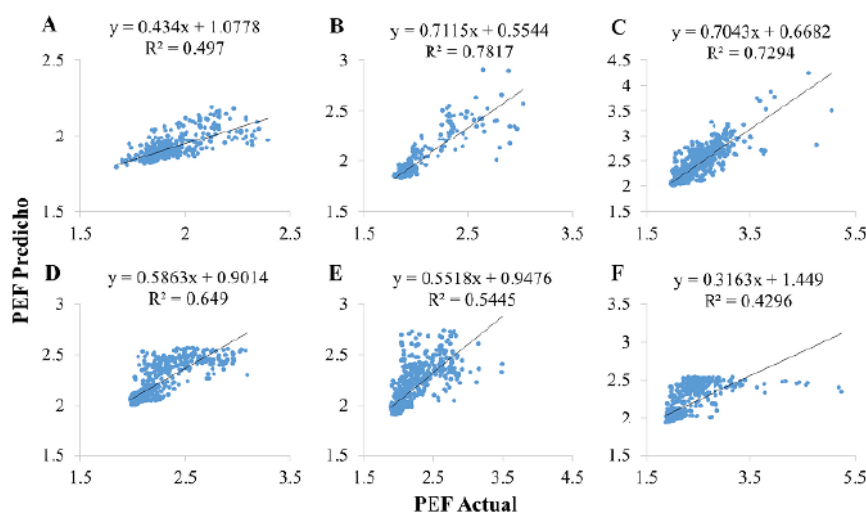 A
y = 0.434x + 1.0778
R² = 0.497
2.5
2
1.5
1.5
2
2.5
B
y = 0.7115x + 0.5544
R² = 0.7817
3
2.5
2
1.5
1.5
2.5
3.5
C
y = 0.7043x + 0.6682
R² = 0.7294
4.5
4
3.5
3
2.5
2
1.5
1.5
3.5
5.5
PEF Predicho
D
y = 0.5863x + 0.9014
R² = 0.649
3
2.5
2
1.5
1.5
2.5
3.5
E
y = 0.5518x + 0.9476
R² = 0.5445
3
2.5
2
1.5
1.5
2.5
3.5
4.5
F
y = 0.3163x + 1.449
R² = 0.4296
3.5
3
2.5
2
1.5
1.5
3.5
5.5
PEF Actual